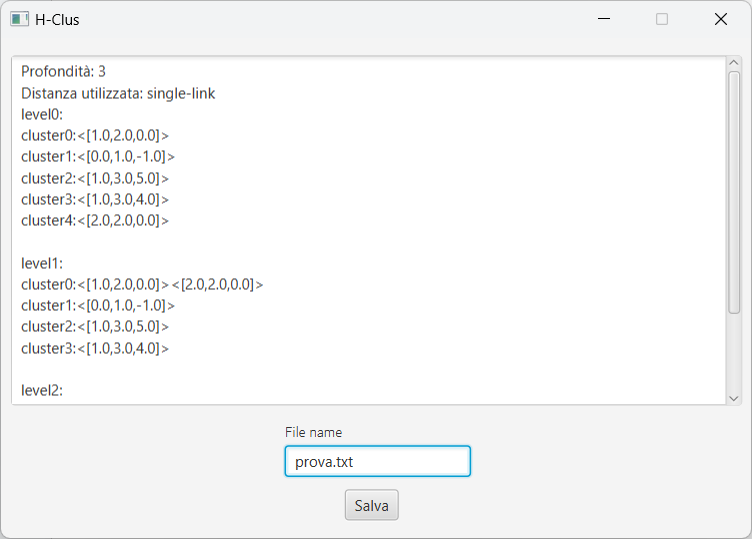 H-Clus
Profondità: 3
Distanza utilizzata: single-link
level0:
cluster0:<[1.0,2.0,0.0]>
cluster1:<[0.0,1.0,-1.0]>
cluster2:<[1.0,3.0,5.0]>
cluster3:<[1.0,3.0,4.0]>
cluster4:<[2.0,2.0,0.0]>

level1:
cluster0:<[1.0,2.0,0.0]><[2.0,2.0,0.0]>
cluster1:<[0.0,1.0,-1.0]>
cluster2:<[1.0,3.0,5.0]>
cluster3:<[1.0,3.0,4.0]>

level2:
File name
prova.txt
Salva